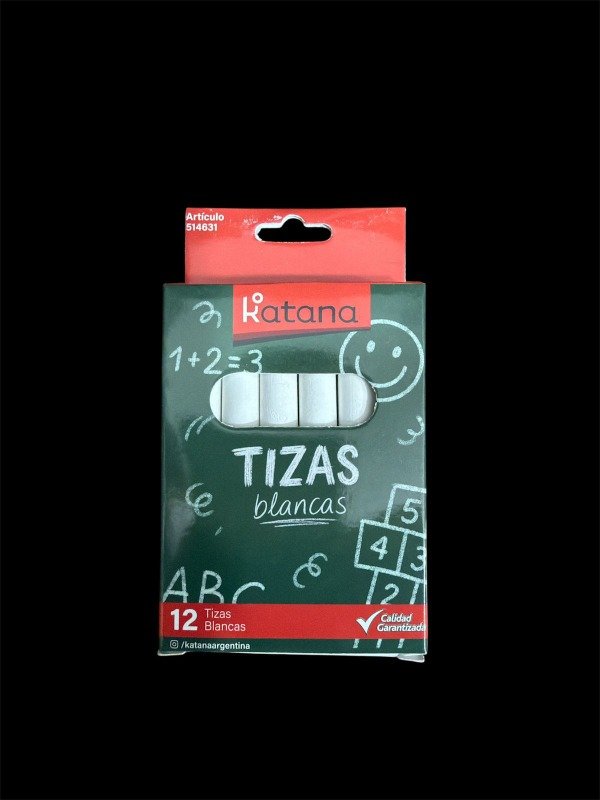 Artículo
514631
katana
1+2=3
TIZAS
blancas
5
4 3
2
ABC
12 Tizas
Blancas
Calidad
Garantizada
/katanaargentina